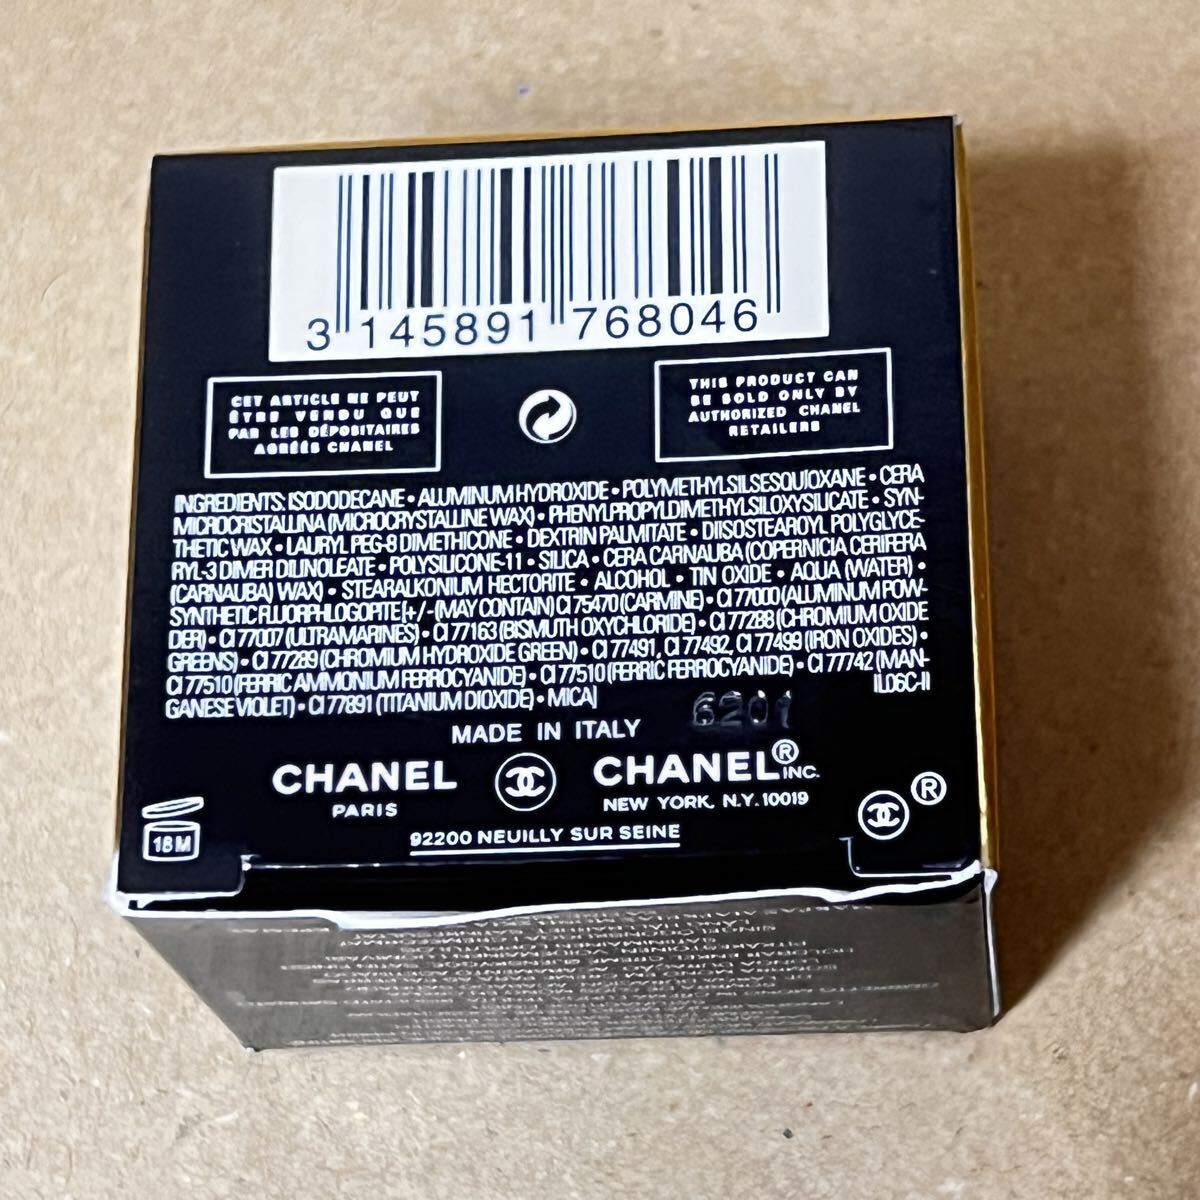 3 145891 768046
CET ARTICLE NE PEUT
ÊTRE VENDU QUE
PAR LES DÉPOSITAIRES
AGRÉÉS CHANEL
THIS PRODUCT CAN
BE SOLD ONLY BY
AUTHORIZED CHANEL
RETAILERS
INGREDIENTS: ISODODECANE • ALUMINUM HYDROXIDE • POLYMETHYLSILSESQUIOXANE • CERA
MICROCRISTALLINA (MICROCRYSTALLINE WAX) • PHENYLPROPYLDIMETHYLSILOXYSILICATE • SYN-
THETIC WAX • LAURYL PEG-8 DIMETHICONE • DEXTRIN PALMITATE • DIISOSTEAROYL POLYGLYCE-
RYL-3 DIMER DILINOLEATE • POLYSILICONE-11 • SILICA • CERA CARNAUBA (COPERNICIA CERIFERA
(CARNAUBA) WAX) • STEARALKONIUM HECTORITE • ALCOHOL • TIN OXIDE • AQUA (WATER) •
SYNTHETIC FLUORPHLOGOPITE [+/-(MAY CONTAIN) CI 75470 (CARMINE) • CI 77000 (ALUMINUM POW-
DER) • CI 77007 (ULTRAMARINES) • CI 77163 (BISMUTH OXYCHLORIDE) • CI 77288 (CHROMIUM OXIDE
GREENS) • CI 77289 (CHROMIUM HYDROXIDE GREEN) • CI 77491, CI 77492, CI 77499 (IRON OXIDES) •
CI 77510 (FERRIC AMMONIUM FERROCYANIDE) • CI 77510 (FERRIC FERROCYANIDE) • CI 77742 (MAN-
GANESE VIOLET) • CI 77891 (TITANIUM DIOXIDE) • MICA]
IL06C-II
6201
MADE IN ITALY
CHANEL
PARIS
CHANEL® INC.
NEW YORK, N.Y. 10019
92200 NEUILLY SUR SEINE
18M
®